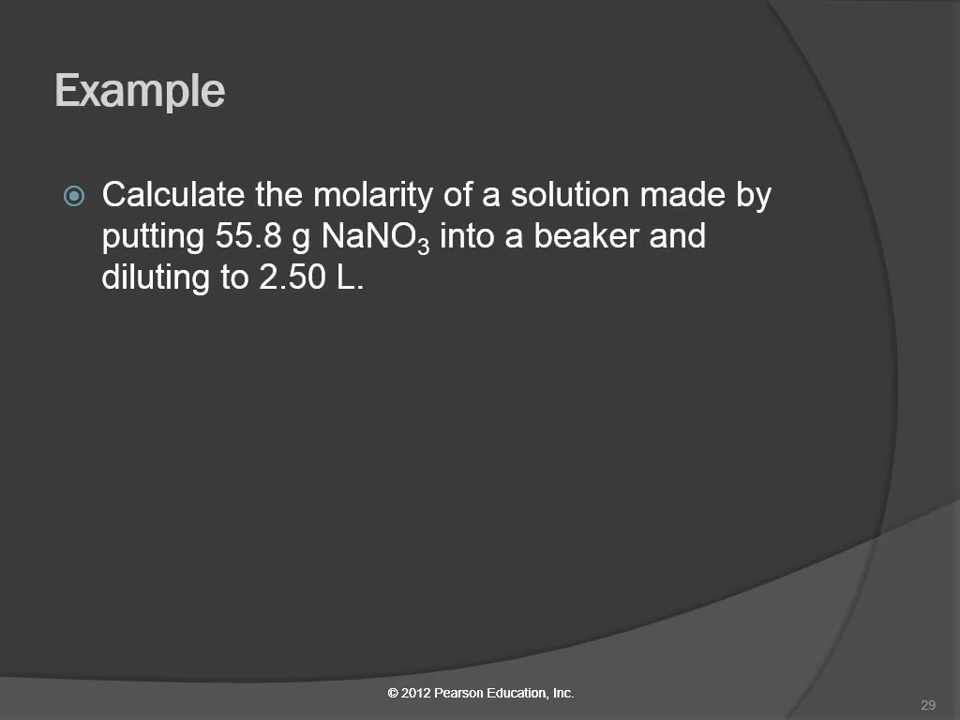 Example
Calculate the molarity of a solution made by
putting 55.8 g NaNO₃ into a beaker and
diluting to 2.50 L.
© 2012 Pearson Education, Inc.
29